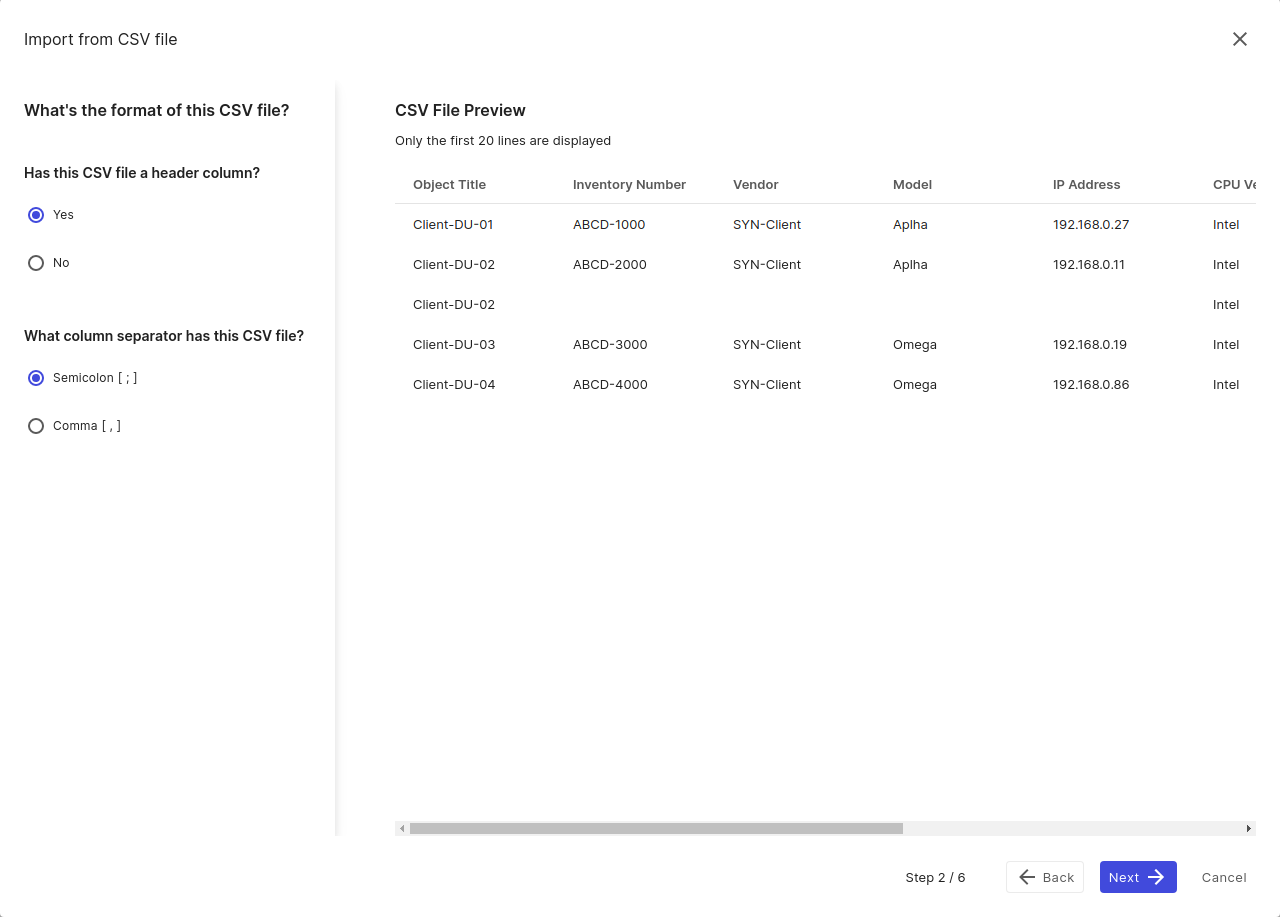 Import from CSV file
What's the format of this CSV file?
Has this CSV file a header column?
Yes
No
What column separator has this CSV file?
Semicolon [ ; ]
Comma [ , ]
CSV File Preview
Only the first 20 lines are displayed
Object Title Inventory Number Vendor Model IP Address CPU Ve
Client-DU-01 ABCD-1000 SYN-Client Aplha 192.168.0.27 Intel
Client-DU-02 ABCD-2000 SYN-Client Aplha 192.168.0.11 Intel
Client-DU-02 Intel
Client-DU-03 ABCD-3000 SYN-Client Omega 192.168.0.19 Intel
Client-DU-04 ABCD-4000 SYN-Client Omega 192.168.0.86 Intel
Step 2 / 6 Back Next Cancel